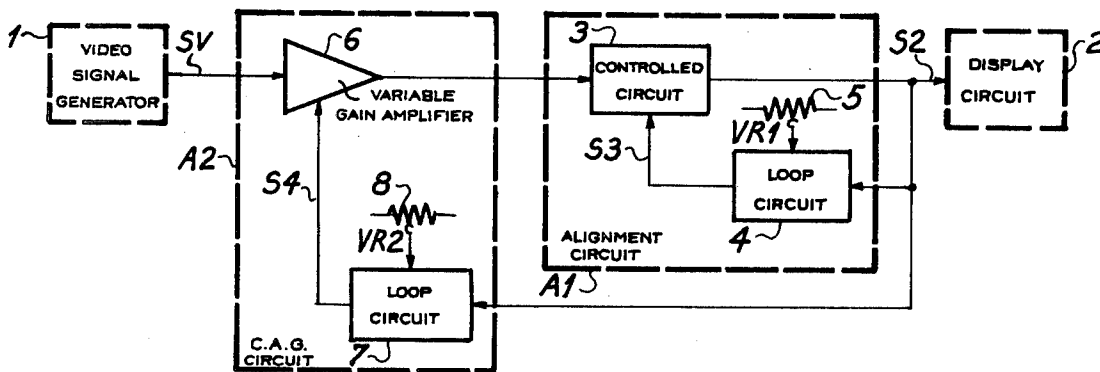 1
VIDEO
SIGNAL
GENERATOR
SV
A2
6
VARIABLE
GAIN AMPLIFIER
S4
8
VR2
LOOP
CIRCUIT
7
C.A.G.
CIRCUIT
3
CONTROLLED
CIRCUIT
S3
5
VR1
LOOP
CIRCUIT
4
ALIGNMENT
CIRCUIT
A1
S2
DISPLAY
CIRCUIT
2